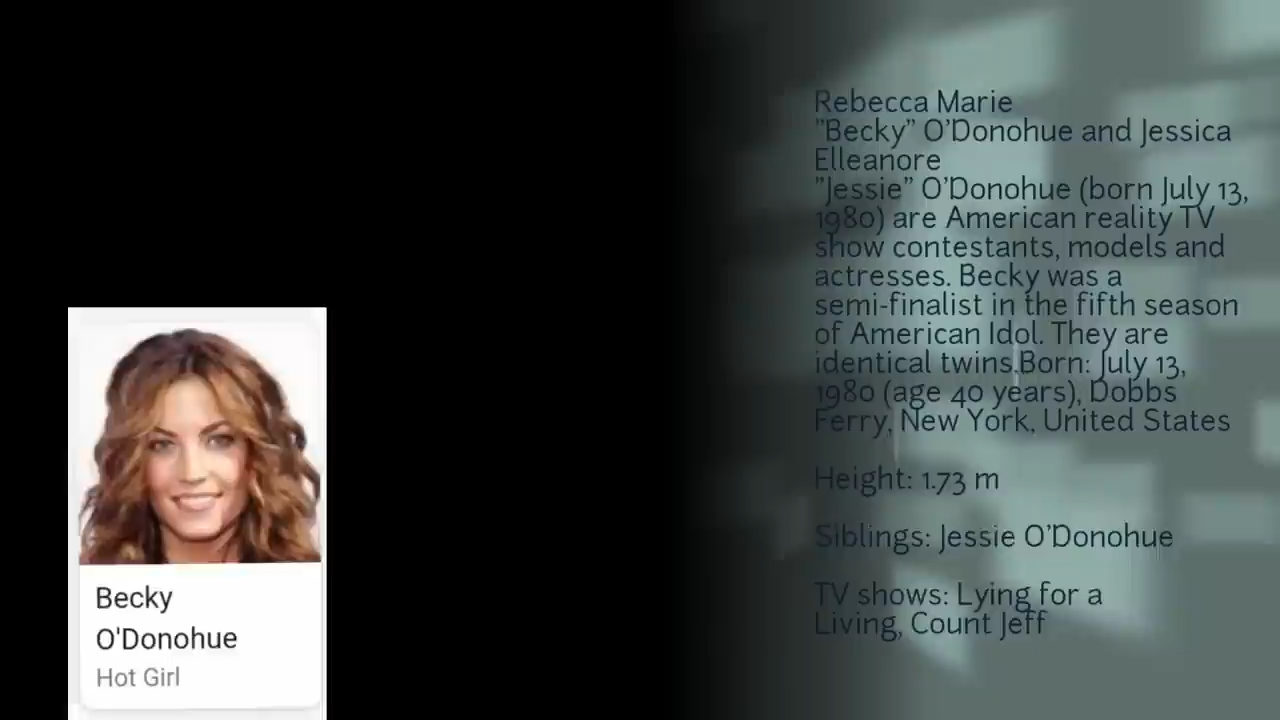 Rebecca Marie
"Becky" O'Donohue and Jessica
Elleanore
"Jessie" O'Donohue (born July 13,
1980) are American reality TV
show contestants, models and
actresses. Becky was a
semi-finalist in the fifth season
of American Idol. They are
identical twins.Born: July 13,
1980 (age 40 years), Dobbs
Ferry, New York, United States
Height: 1.73 m
Siblings: Jessie O'Donohue
TV shows: Lying for a
Living, Count Jeff
Becky
O'Donohue
Hot Girl